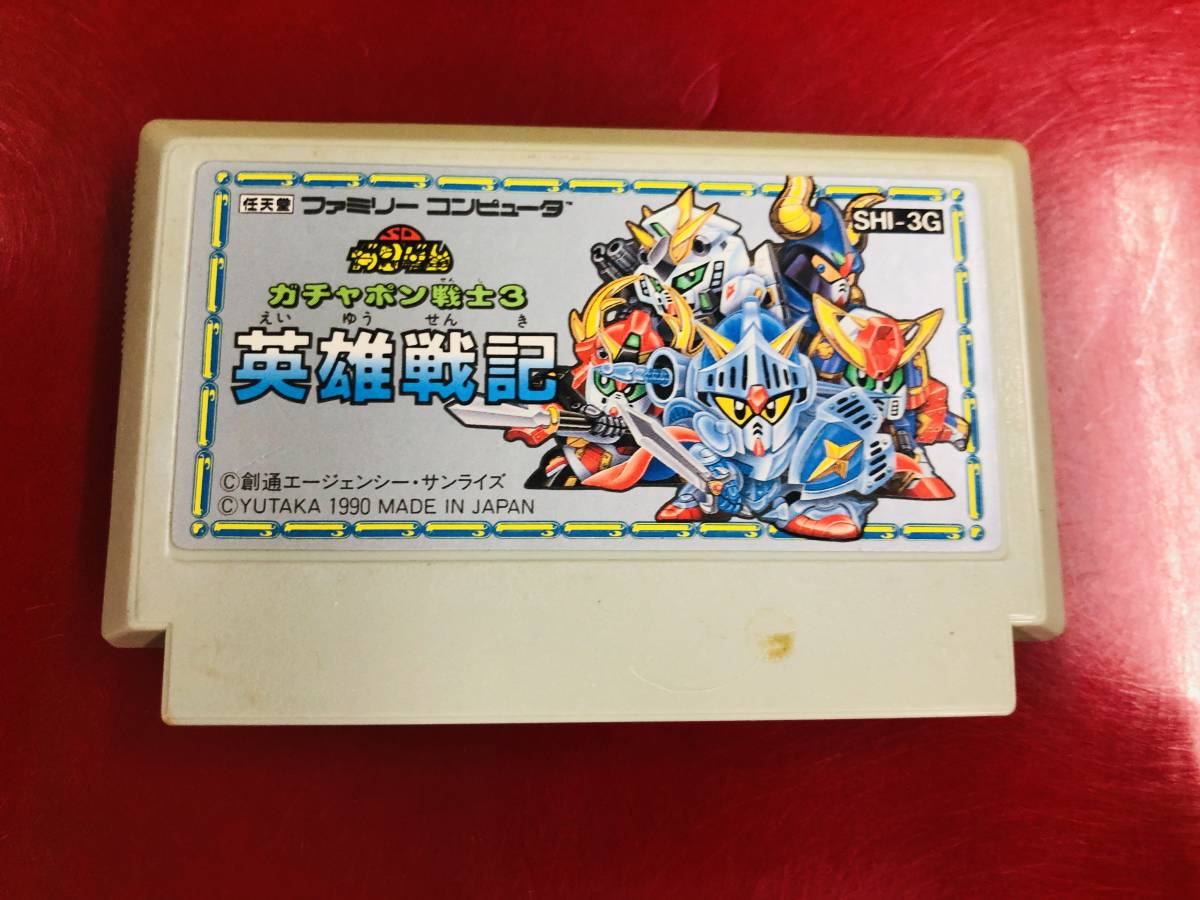 任天堂 ファミリー コンピュータ™
SHI-3G
SD
ガチャポン戦士3
えい ゆう せん き
英雄戦記
©創通エージェンシー・サンライズ
©YUTAKA 1990 MADE IN JAPAN